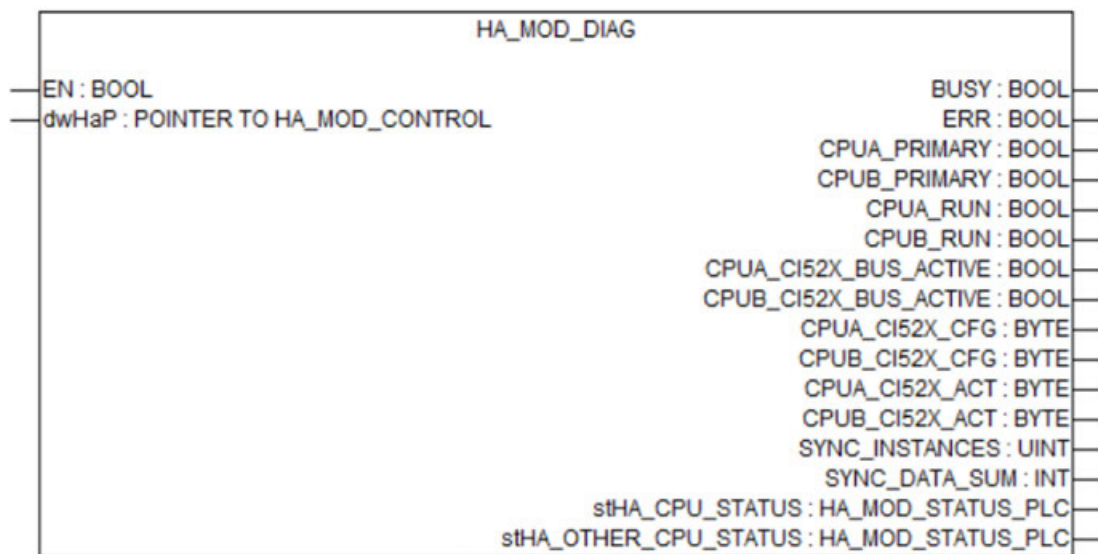 HA_MOD_DIAG
EN : BOOL
BUSY : BOOL
dwHaP : POINTER TO HA_MOD_CONTROL
ERR : BOOL
CPUA_PRIMARY : BOOL
CPUB_PRIMARY : BOOL
CPUA_RUN : BOOL
CPUB_RUN : BOOL
CPUA_CI52X_BUS_ACTIVE : BOOL
CPUB_CI52X_BUS_ACTIVE : BOOL
CPUA_CI52X_CFG : BYTE
CPUB_CI52X_CFG : BYTE
CPUA_CI52X_ACT : BYTE
CPUB_CI52X_ACT : BYTE
SYNC_INSTANCES : UINT
SYNC_DATA_SUM : INT
stHA_CPU_STATUS : HA_MOD_STATUS_PLC
stHA_OTHER_CPU_STATUS : HA_MOD_STATUS_PLC